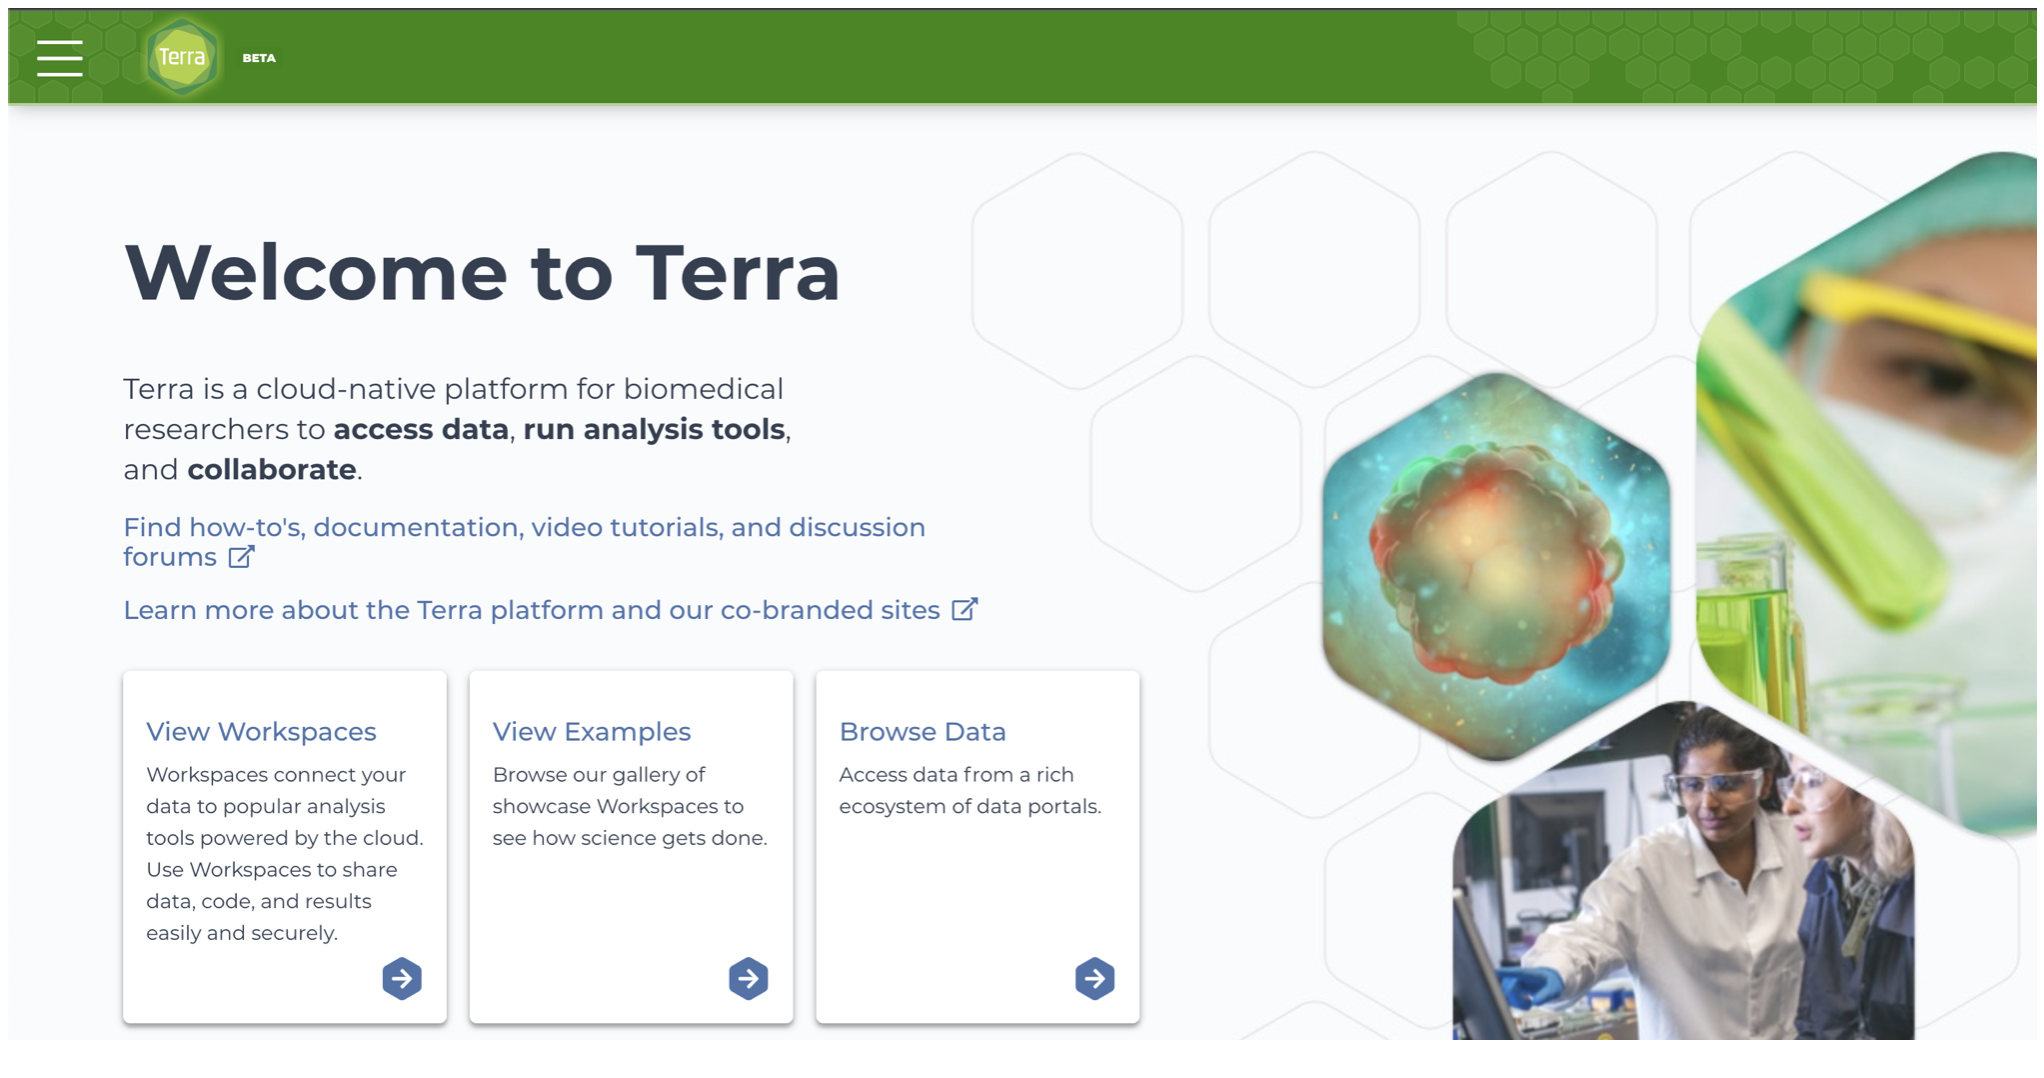 Terra
BETA
Welcome to Terra
Terra is a cloud-native platform for biomedical
researchers to access data, run analysis tools,
and collaborate.
Find how-to's, documentation, video tutorials, and discussion
forums
Learn more about the Terra platform and our co-branded sites
View Workspaces
Workspaces connect your
data to popular analysis
tools powered by the cloud.
Use Workspaces to share
data, code, and results
easily and securely.
View Examples
Browse our gallery of
showcase Workspaces to
see how science gets done.
Browse Data
Access data from a rich
ecosystem of data portals.